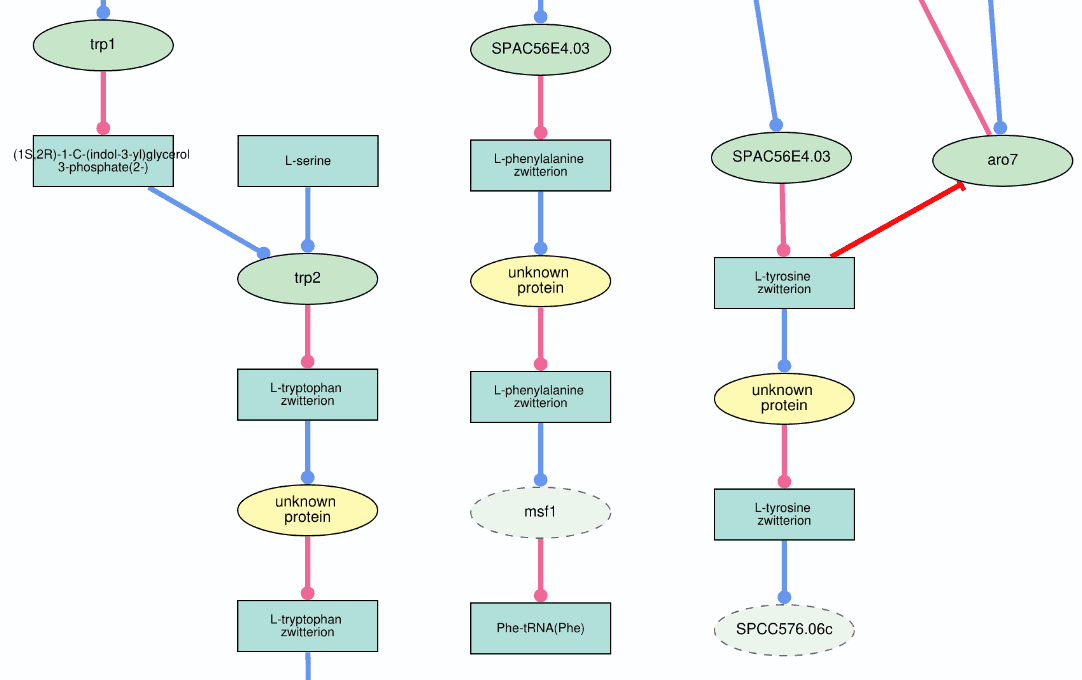 trp1
SPAC56E4.03
SPAC56E4.03
aro7
(1S,2R)-1-C-(indol-3-yl)glycerol
3-phosphate(2-)
L-serine
L-phenylalanine
zwitterion
trp2
unknown
protein
L-tyrosine
zwitterion
L-tryptophan
zwitterion
L-phenylalanine
zwitterion
unknown
protein
unknown
protein
msf1
L-tyrosine
zwitterion
L-tryptophan
zwitterion
Phe-tRNA(Phe)
SPCC576.06c